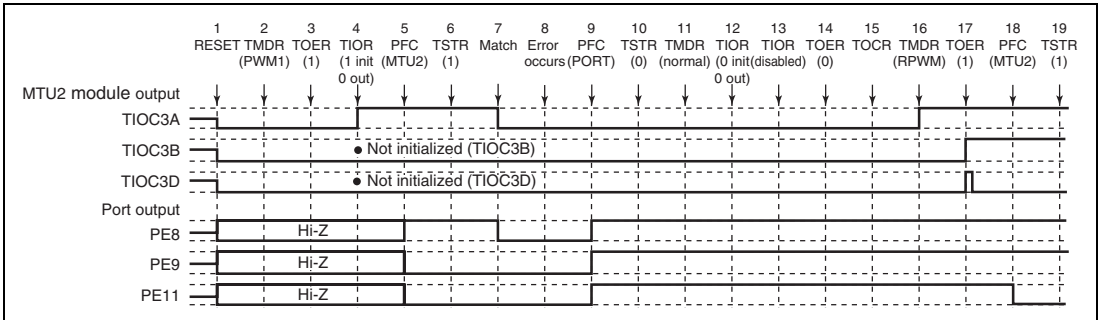 1 2 3 4 5 6 7 8 9 10 11 12 13 14 15 16 17 18 19
RESET TMDR TOER TIOR PFC TSTR Match Error PFC TSTR TMDR TIOR TIOR TOER TOCR TMDR TOER PFC TSTR
(PWM1) (1) (1 init (MTU2) (1) occurs (PORT) (0) (normal) (0 init (disabled) (0) (RPWM) (1) (MTU2) (1)
0 out) 0 out)
MTU2 module output
TIOC3A
TIOC3B • Not initialized (TIOC3B)
TIOC3D • Not initialized (TIOC3D)
Port output
PE8 Hi-Z
PE9 Hi-Z
PE11 Hi-Z